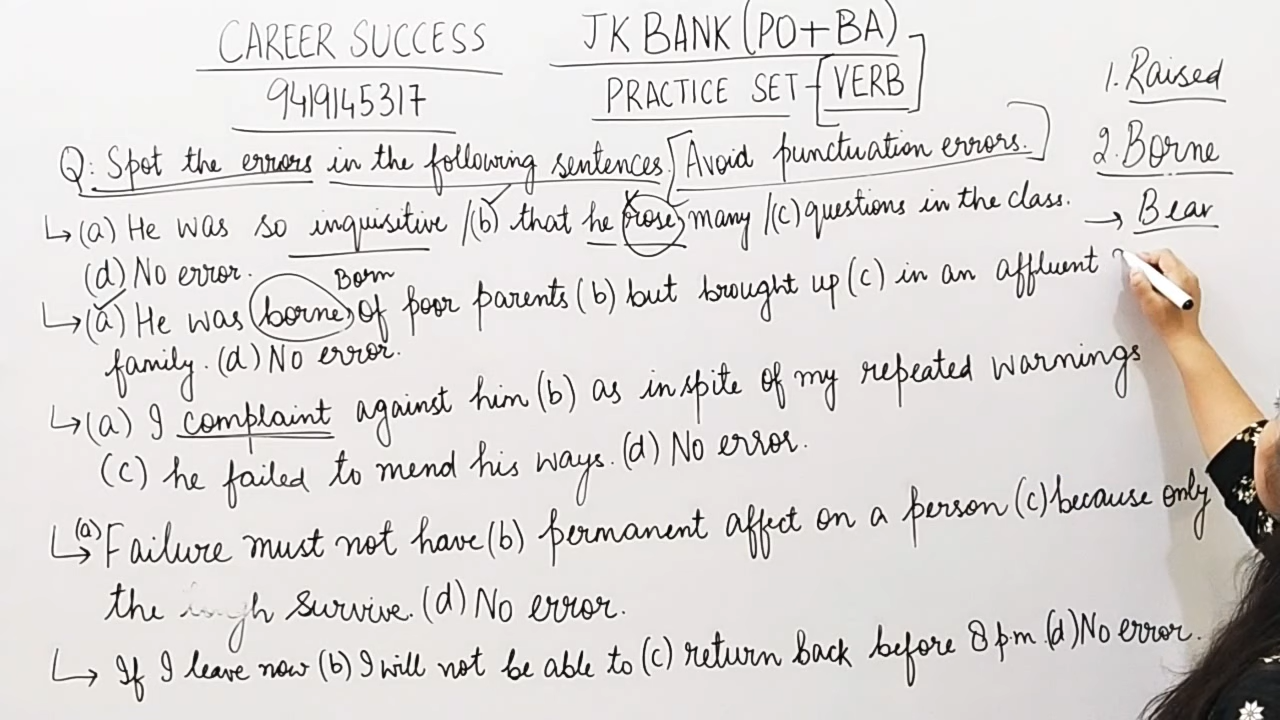 CAREER SUCCESS
9419145317
JK BANK (PO+BA)
PRACTICE SET - VERB
Q: Spot the errors in the following sentences. [Avoid punctuation errors.]
↳ (a) He was so inquisitive /(b) that he rose many /(c) questions in the class.
(d) No error.
Born
↳ (a) He was borne of poor parents (b) but brought up (c) in an affluent
family. (d) No error.
↳ (a) I complaint against him (b) as inspite of my repeated warnings
(c) he failed to mend his ways. (d) No error.
↳ (a) Failure must not have (b) permanent affect on a person (c) because only
the survive. (d) No error.
↳ If I leave now (b) I will not be able to (c) return back before 8 p.m. (d) No error.
1. Raised
2. Borne
→ Bear